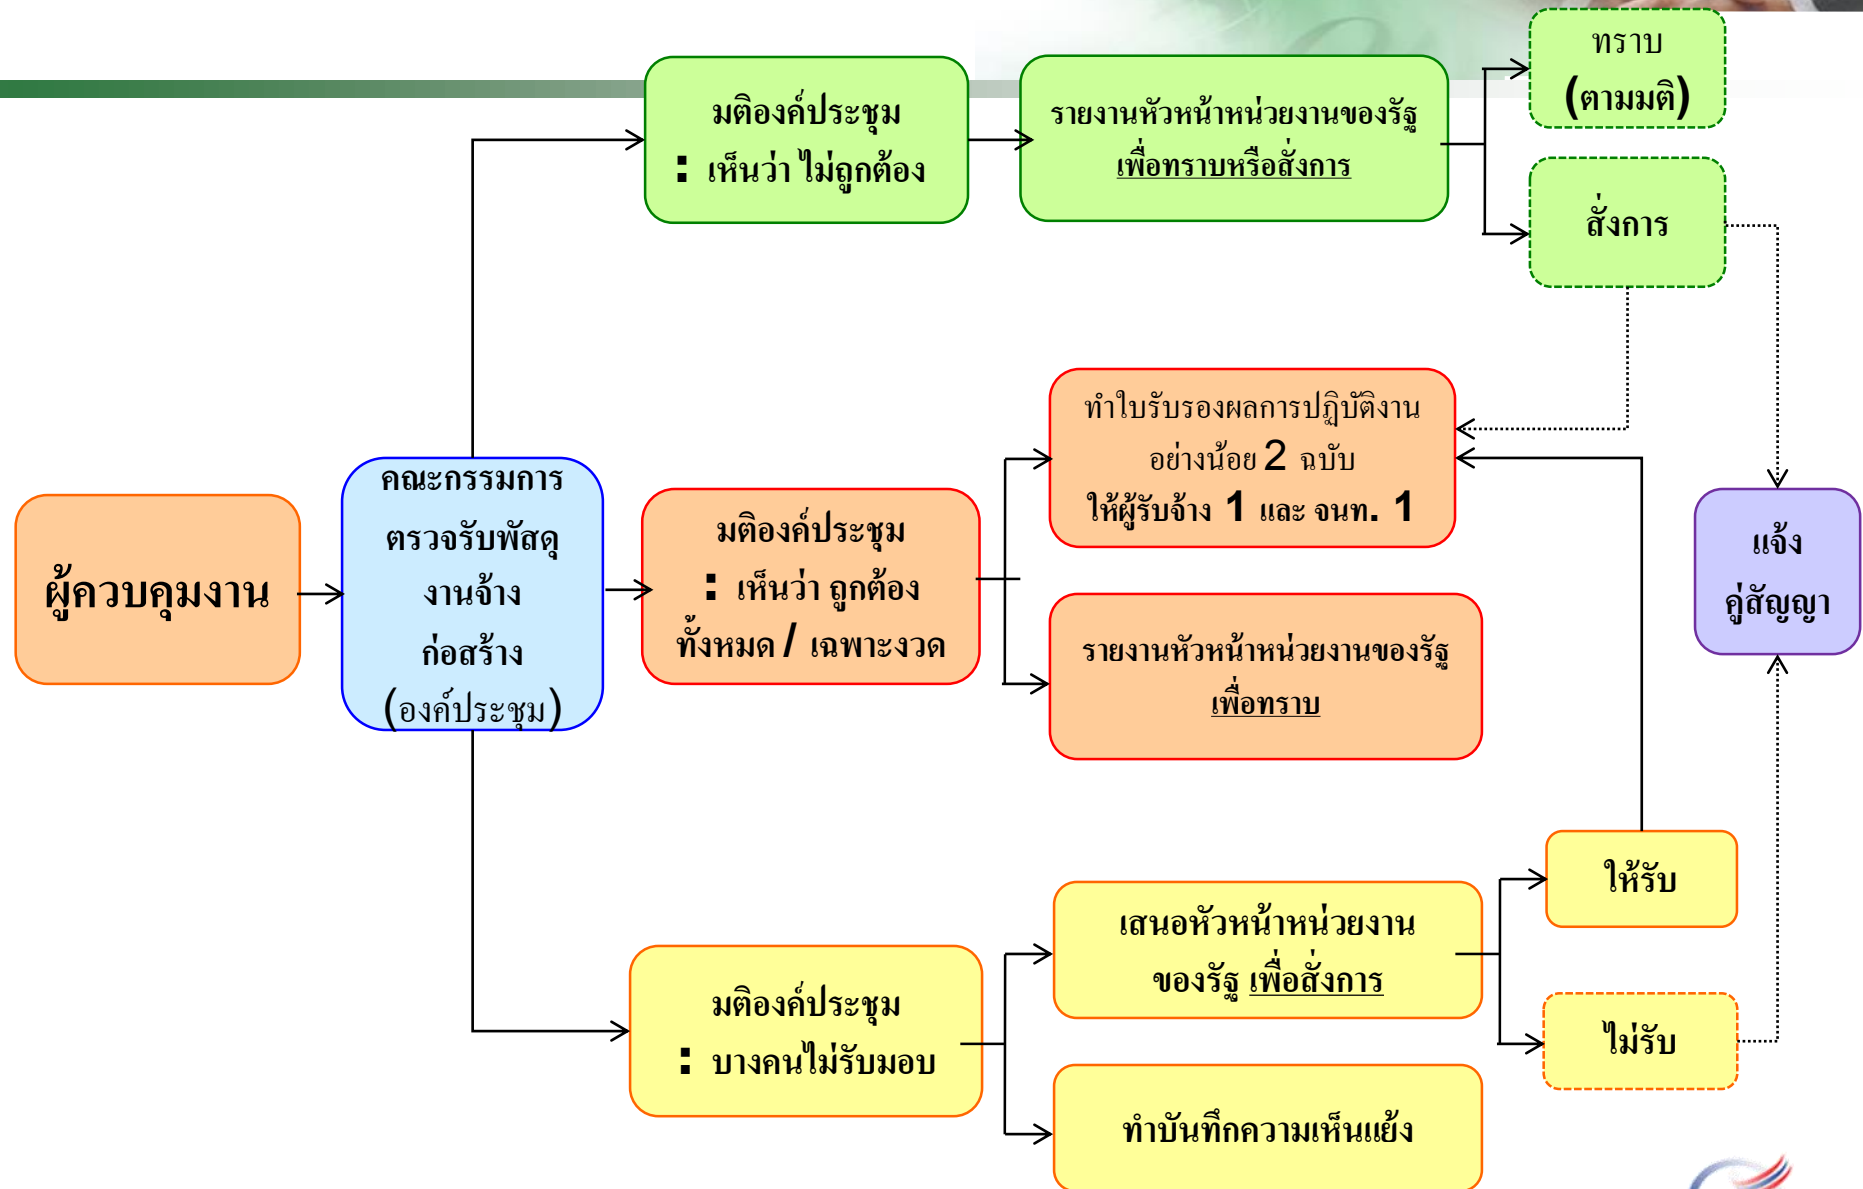 ทราบ
(ตามมติ)
มติองค์ประชุม
: เห็นว่า ไม่ถูกต้อง
รายงานหัวหน้าหน่วยงานของรัฐ
เพื่อทราบหรือสั่งการ
สั่งการ
ทำใบรับรองผลการปฏิบัติงาน
อย่างน้อย 2 ฉบับ
ให้ผู้รับจ้าง 1 และ จนท. 1
ผู้ควบคุมงาน
คณะกรรมการ
ตรวจรับพัสดุ
งานจ้าง
ก่อสร้าง
(องค์ประชุม)
มติองค์ประชุม
: เห็นว่า ถูกต้อง
ทั้งหมด / เฉพาะงวด
แจ้ง
คู่สัญญา
รายงานหัวหน้าหน่วยงานของรัฐ
เพื่อทราบ
ให้รับ
เสนอหัวหน้าหน่วยงาน
ของรัฐ เพื่อสั่งการ
มติองค์ประชุม
: บางคนไม่รับมอบ
ไม่รับ
ทำบันทึกความเห็นแย้ง